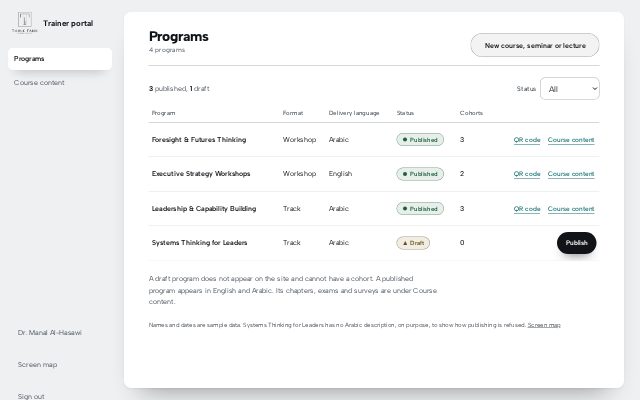 Trainer portal
Programs
Course content
Dr. Manal Al-Hasawi
Screen map
Sign out
Programs
4 programs
New course, seminar or lecture
3 published, 1 draft
Status All
Program Format Delivery language Status Cohorts
Foresight & Futures Thinking Workshop Arabic Published 3 QR code Course content
Executive Strategy Workshops Workshop English Published 2 QR code Course content
Leadership & Capability Building Track Arabic Published 3 QR code Course content
Systems Thinking for Leaders Track Arabic Draft 0 Publish
A draft program does not appear on the site and cannot have a cohort. A published
program appears in English and Arabic. Its chapters, exams and surveys are under Course
content.
Names and dates are sample data. Systems Thinking for Leaders has no Arabic description, on purpose, to show how publishing is refused. Screen map